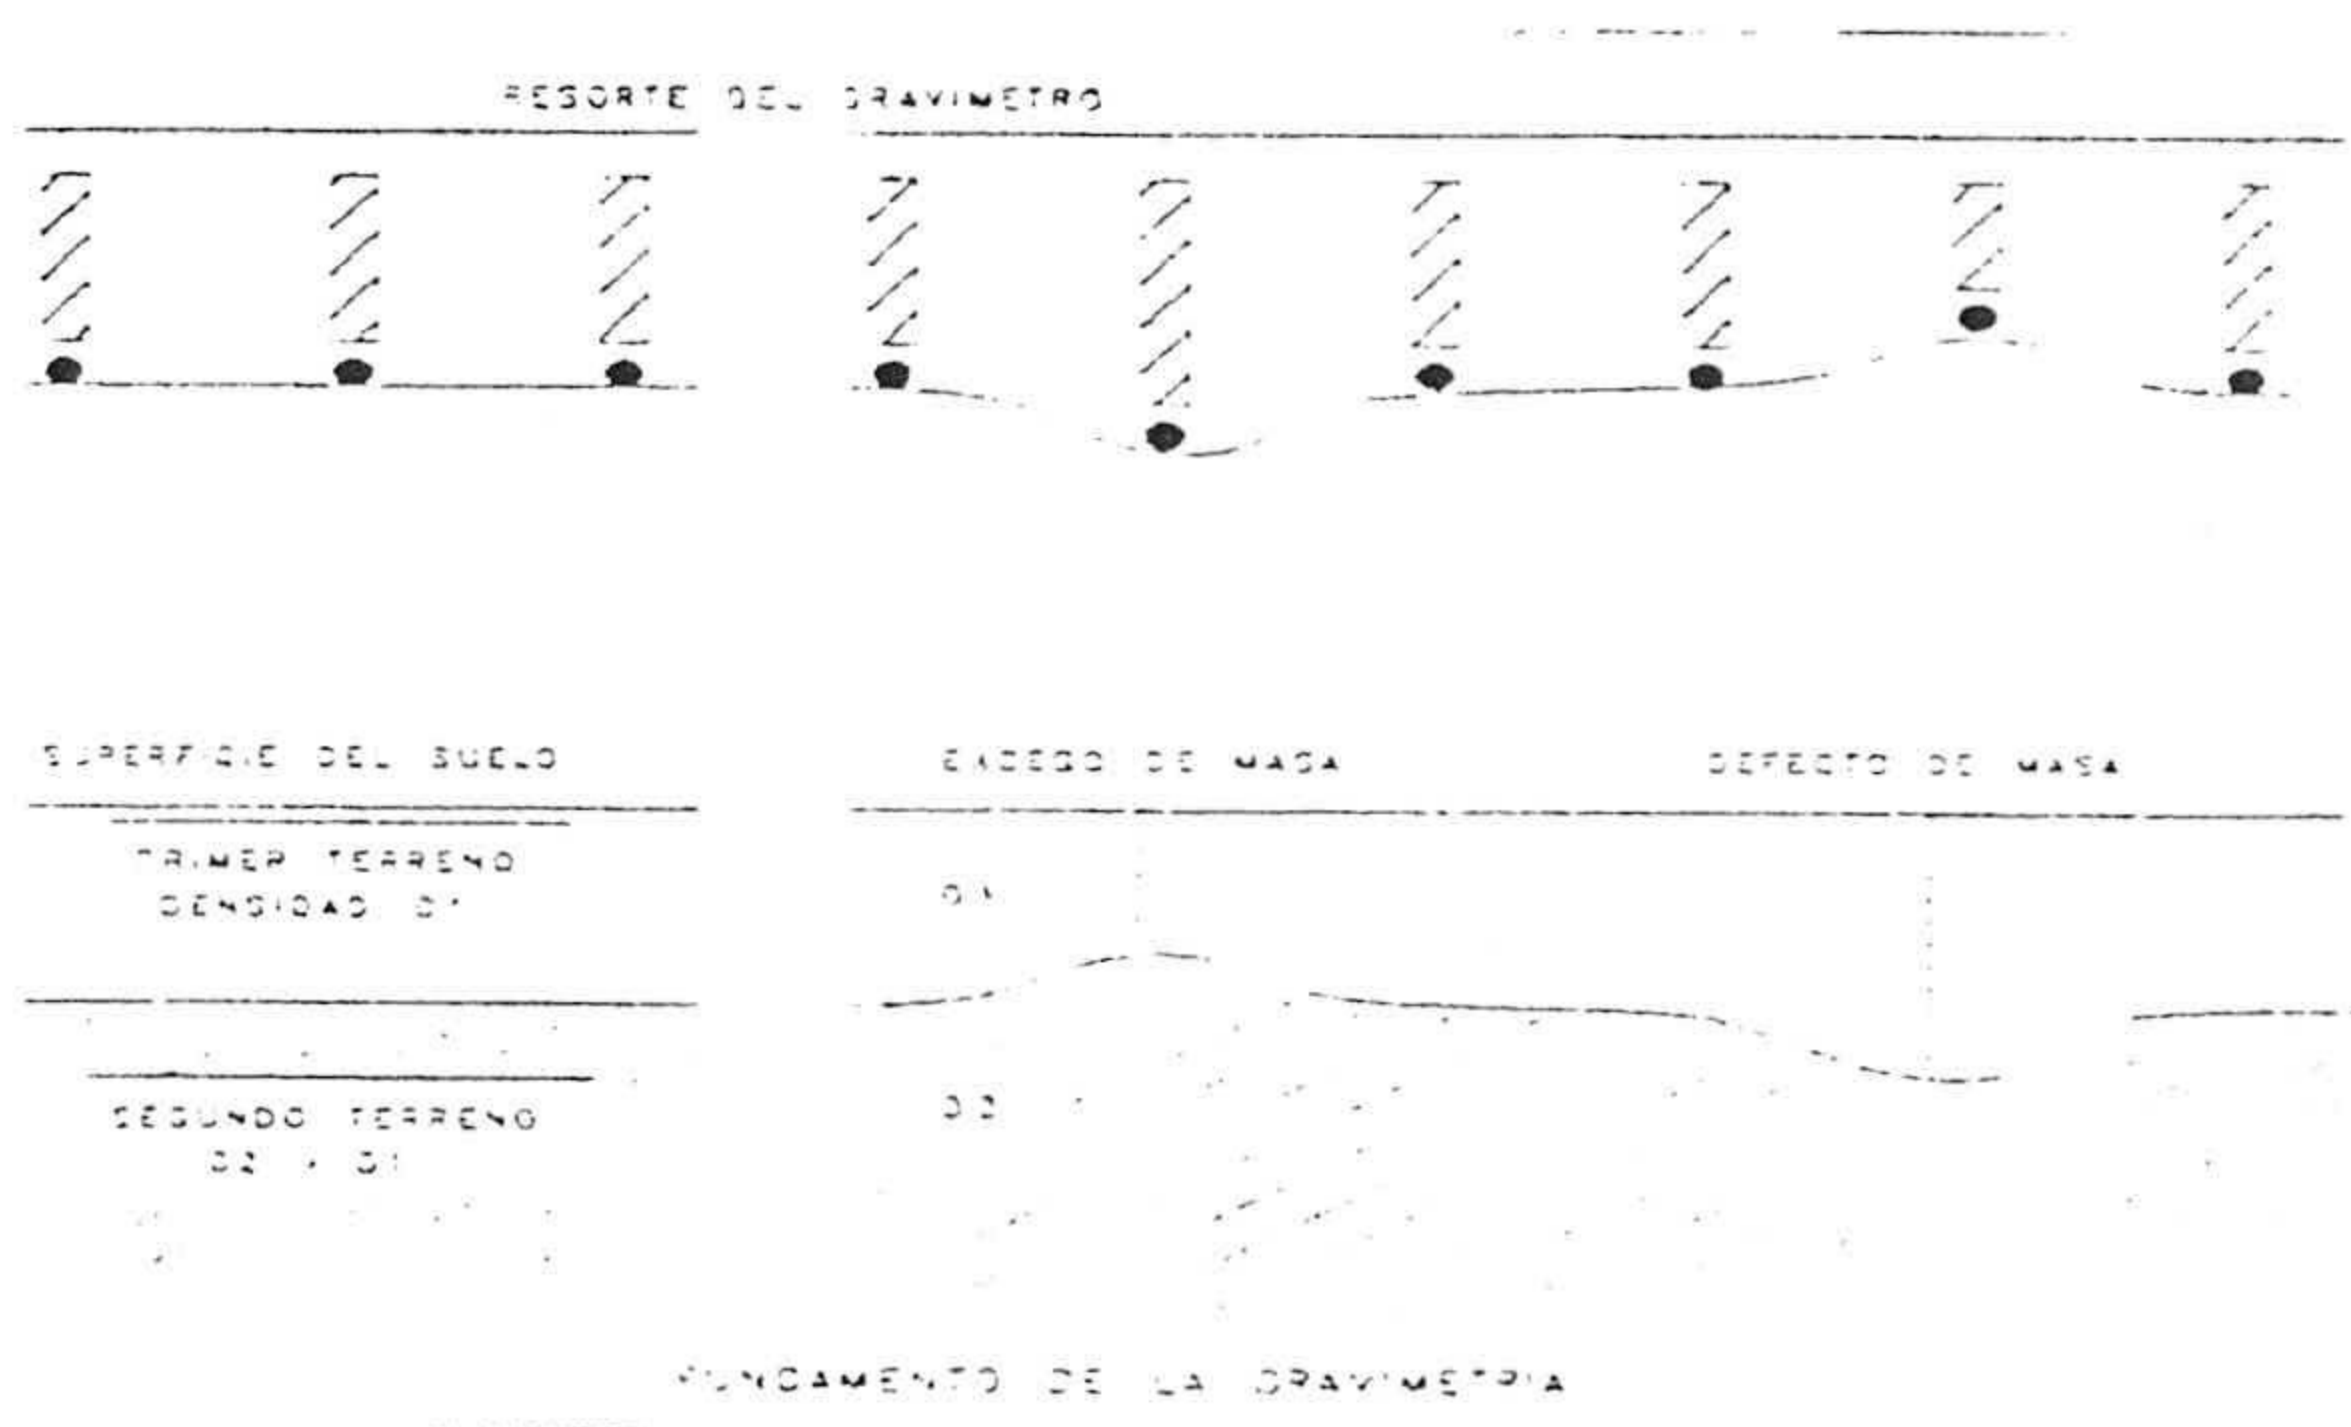 RESORTE DEL GRAVIMETRO
SUPERFICIE DEL SUELO
EXCESO DE MASA
DEFECTO DE MASA
PRIMER TERRENO
DENSIDAD D1
D1
SEGUNDO TERRENO
D2 > D1
D2
FUNDAMENTO DE LA GRAVIMETRIA